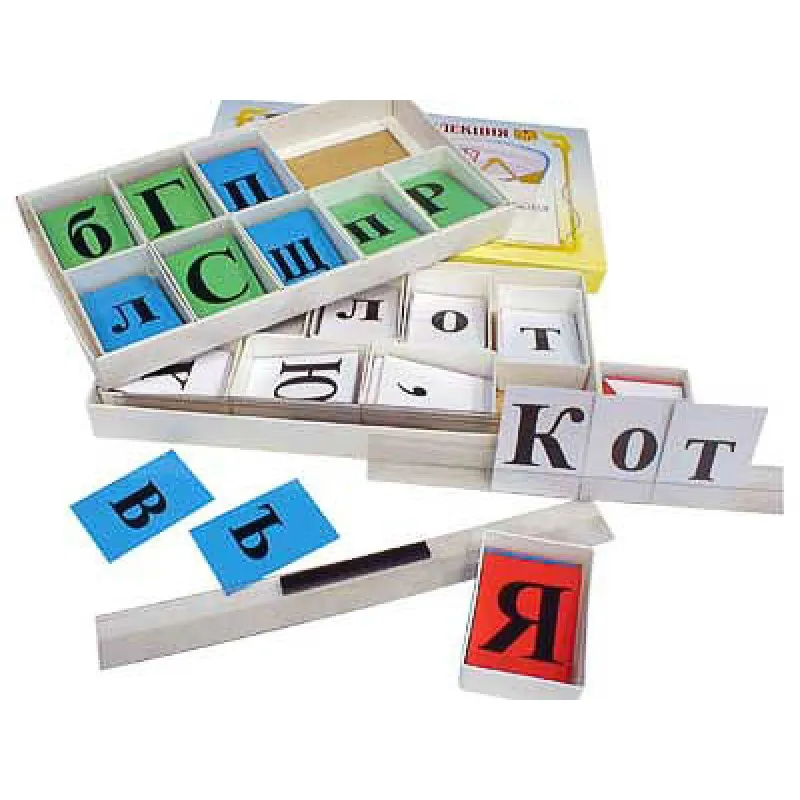 б Г п
л С щ п Р
л о т
Ю ,
Кот
в
ъ
Я